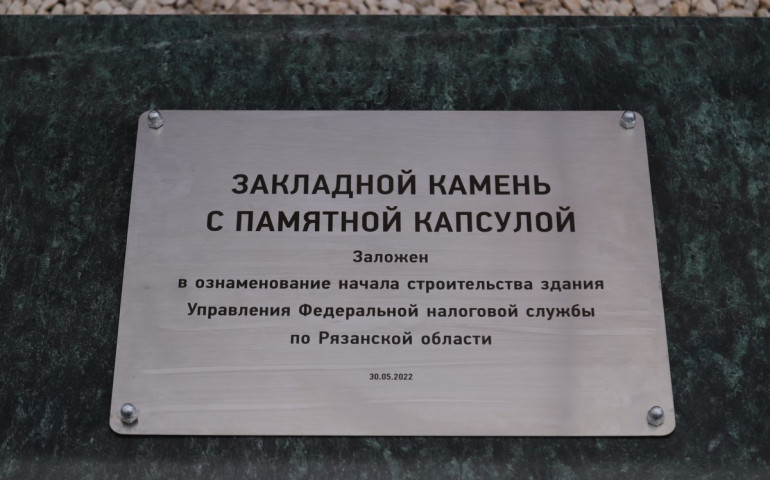 ЗАКЛАДНОЙ КАМЕНЬ
С ПАМЯТНОЙ КАПСУЛОЙ
Заложен
в ознаменование начала строительства здания
Управления Федеральной налоговой службы
по Рязанской области
30.05.2022